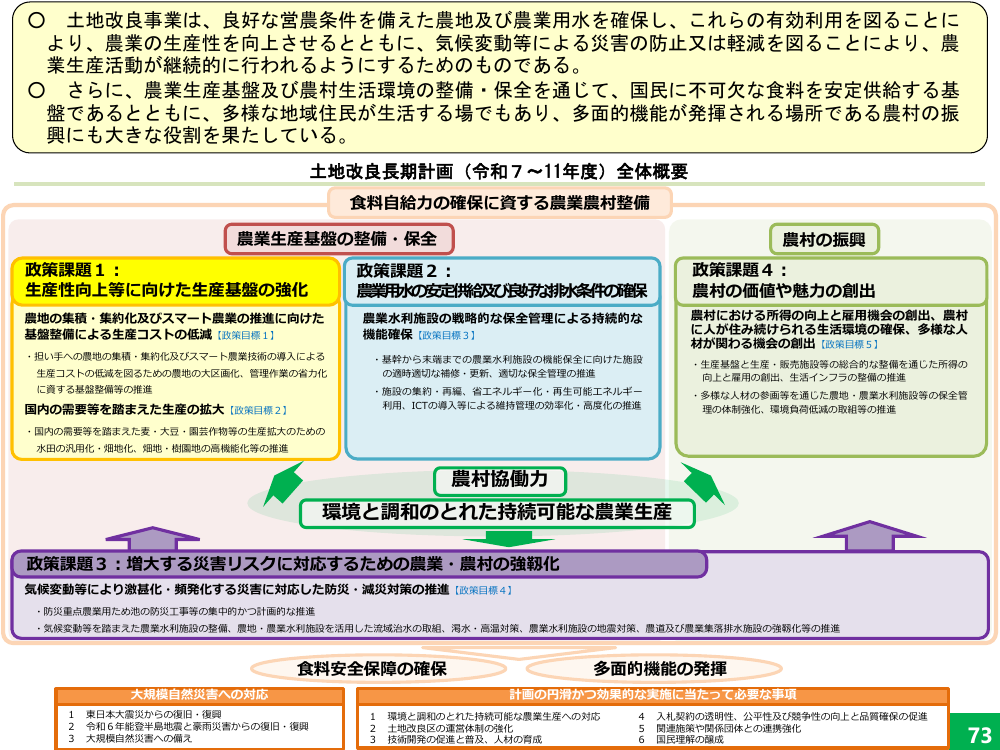 ○　土地改良事業は、良好な営農条件を備えた農地及び農業用水を確保し、これらの有効利用を図ることに
より、農業の生産性を向上させるとともに、気候変動等による災害の防止又は軽減を図ることにより、農
業生産活動が継続的に行われるようにするためのものである。
○　さらに、農業生産基盤及び農村生活環境の整備・保全を通じて、国民に不可欠な食料を安定供給する基
盤であるとともに、多様な地域住民が生活する場でもあり、多面的機能が発揮される場所である農村の振
興にも大きな役割を果たしている。
土地改良長期計画（令和７～11年度）全体概要
食料自給力の確保に資する農業農村整備
農業生産基盤の整備・保全
農村の振興
政策課題１：
生産性向上等に向けた生産基盤の強化
農地の集積・集約化及びスマート農業の推進に向けた
基盤整備による生産コストの低減【政策目標１】
・担い手への農地の集積・集約化及びスマート農業技術の導入による
生産コストの低減を図るための農地の大区画化、管理作業の省力化
に資する基盤整備等の推進
国内の需要等を踏まえた生産の拡大【政策目標２】
・国内の需要等を踏まえた麦・大豆・園芸作物等の生産拡大のための
水田の汎用化・畑地化、畑地・樹園地の高機能化等の推進
政策課題２：
農業用水の安定供給及び良好な排水条件の確保
農業水利施設の戦略的な保全管理による持続的な
機能確保【政策目標３】
・基幹から末端までの農業水利施設の機能保全に向けた施設
の適時適切な補修・更新、適切な保全管理の推進
・施設の集約・再編、省エネルギー化・再生可能エネルギー
利用、ICTの導入等による維持管理の効率化・高度化の推進
政策課題４：
農村の価値や魅力の創出
農村における所得の向上と雇用機会の創出、農村
に人が住み続けられる生活環境の確保、多様な人
材が関わる機会の創出【政策目標５】
・生産基盤と生産・販売施設等の総合的な整備を通じた所得の
向上と雇用の創出、生活インフラの整備の推進
・多様な人材の参画等を通じた農地・農業水利施設等の保全管
理の体制強化、環境負荷低減の取組等の推進
農村協働力
環境と調和のとれた持続可能な農業生産
政策課題３：増大する災害リスクに対応するための農業・農村の強靱化
気候変動等により激甚化・頻発化する災害に対応した防災・減災対策の推進【政策目標４】
・防災重点農業用ため池の防災工事等の集中的かつ計画的な推進
・気候変動等を踏まえた農業水利施設の整備、農地・農業水利施設を活用した流域治水の取組、渇水・高温対策、農業水利施設の地震対策、農道及び農業集落排水施設の強靱化等の推進
食料安全保障の確保
多面的機能の発揮
大規模自然災害への対応
1　東日本大震災からの復旧・復興
2　令和６年能登半島地震と豪雨災害からの復旧・復興
3　大規模自然災害への備え
計画の円滑かつ効果的な実施に当たって必要な事項
1　環境と調和のとれた持続可能な農業生産への対応
2　土地改良区の運営体制の強化
3　技術開発の促進と普及、人材の育成
4　入札契約の透明性、公平性及び競争性の向上と品質確保の促進
5　関連施策や関係団体との連携強化
6　国民理解の醸成
73